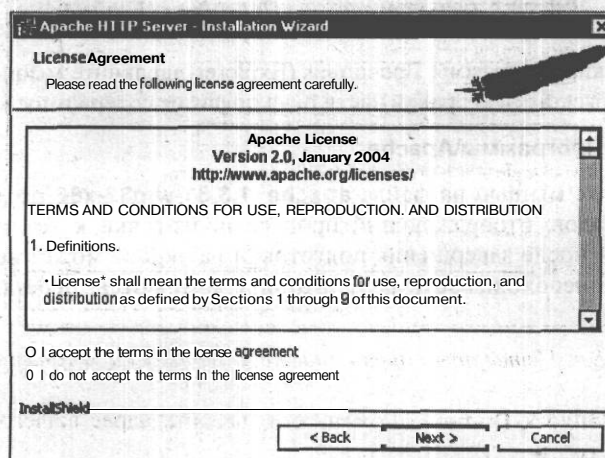 Apache HTTP Server - Installation Wizard
License Agreement
Please read the following license agreement carefully.
Apache License
Version 2.0, January 2004
http://www.apache.org/licenses/
TERMS AND CONDITIONS FOR USE, REPRODUCTION. AND DISTRIBUTION
1. Definitions.
• License* shall mean the terms and conditions for use, reproduction, and
distribution as defined by Sections 1 through 9 of this document.
O I accept the terms in the lcense agreement
0 I do not accept the terms In the license agreement
InstallShield
< Back Next > Cancel